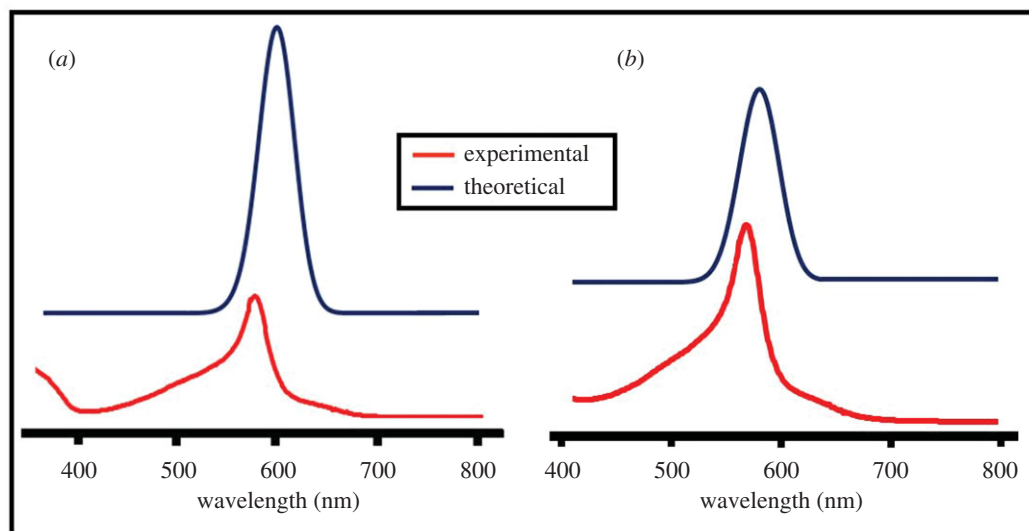 (a)
(b)
experimental
theoretical
400 500 600 700 800
wavelength (nm)
400 500 600 700 800
wavelength (nm)